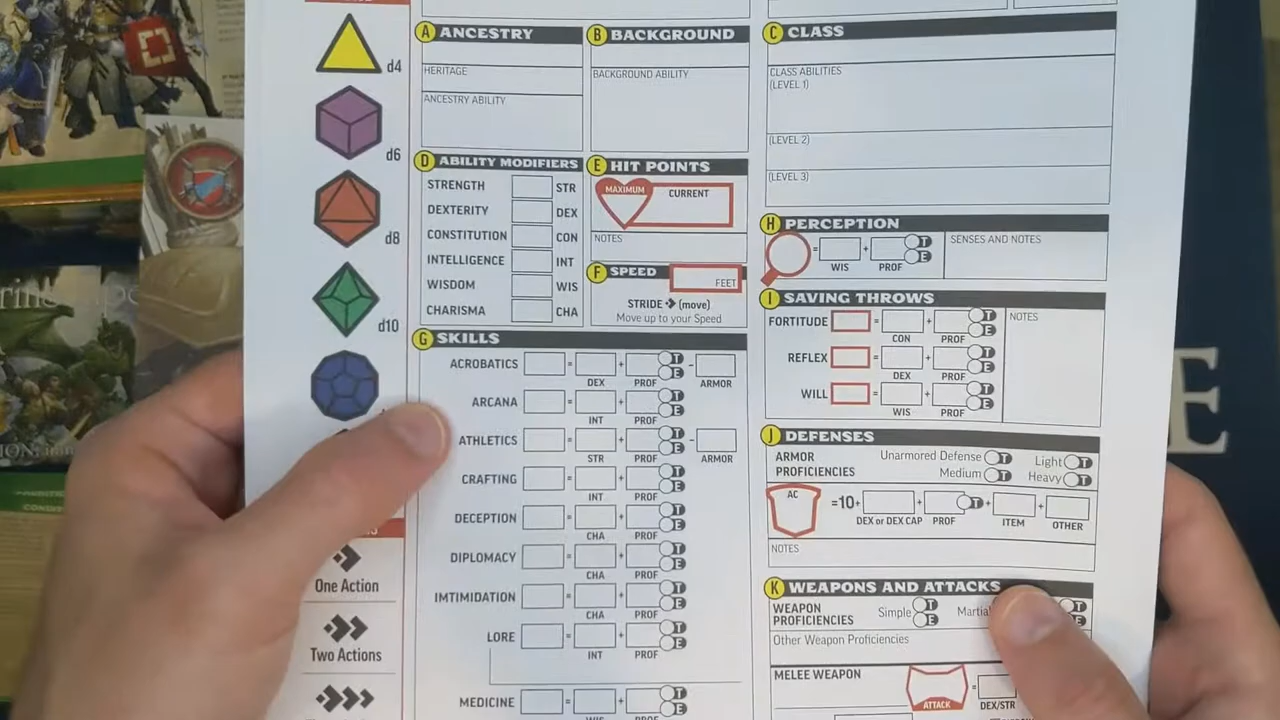 d4
d6
d8
d10
One Action
Two Actions
A ANCESTRY
HERITAGE
ANCESTRY ABILITY
B BACKGROUND
BACKGROUND ABILITY
C CLASS
CLASS ABILITIES
(LEVEL 1)
(LEVEL 2)
(LEVEL 3)
D ABILITY MODIFIERS
STRENGTH STR
DEXTERITY DEX
CONSTITUTION CON
INTELLIGENCE INT
WISDOM WIS
CHARISMA CHA
E HIT POINTS
MAXIMUM CURRENT
NOTES
F SPEED
FEET
STRIDE (move)
Move up to your Speed
G SKILLS
ACROBATICS = + T E - 
DEX PROF ARMOR
ARCANA = + T E
INT PROF
ATHLETICS = + T E -
STR PROF ARMOR
CRAFTING = + T E
INT PROF
DECEPTION = + T E
CHA PROF
DIPLOMACY = + T E
CHA PROF
IMTIMIDATION = + T E
CHA PROF
LORE = + T E
INT PROF
MEDICINE = + T E
H PERCEPTION
= + T E
WIS PROF
SENSES AND NOTES
I SAVING THROWS
FORTITUDE = + T E
CON PROF
REFLEX = + T E
DEX PROF
WILL = + T E
WIS PROF
NOTES
J DEFENSES
ARMOR PROFICIENCIES
Unarmored Defense T Light T
Medium T Heavy T
AC =10+ + T + +
DEX or DEX CAP PROF ITEM OTHER
NOTES
K WEAPONS AND ATTACKS
WEAPON PROFICIENCIES
Simple T E Martial T E
Other Weapon Proficiencies
MELEE WEAPON
ATTACK =
DEX/STR
E